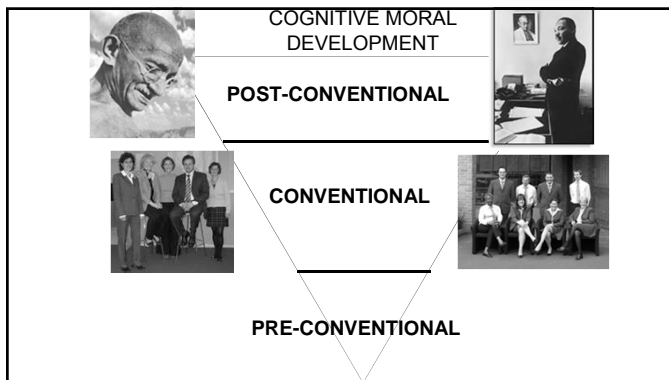 COGNITIVE MORAL
DEVELOPMENT
POST-CONVENTIONAL
CONVENTIONAL
PRE-CONVENTIONAL